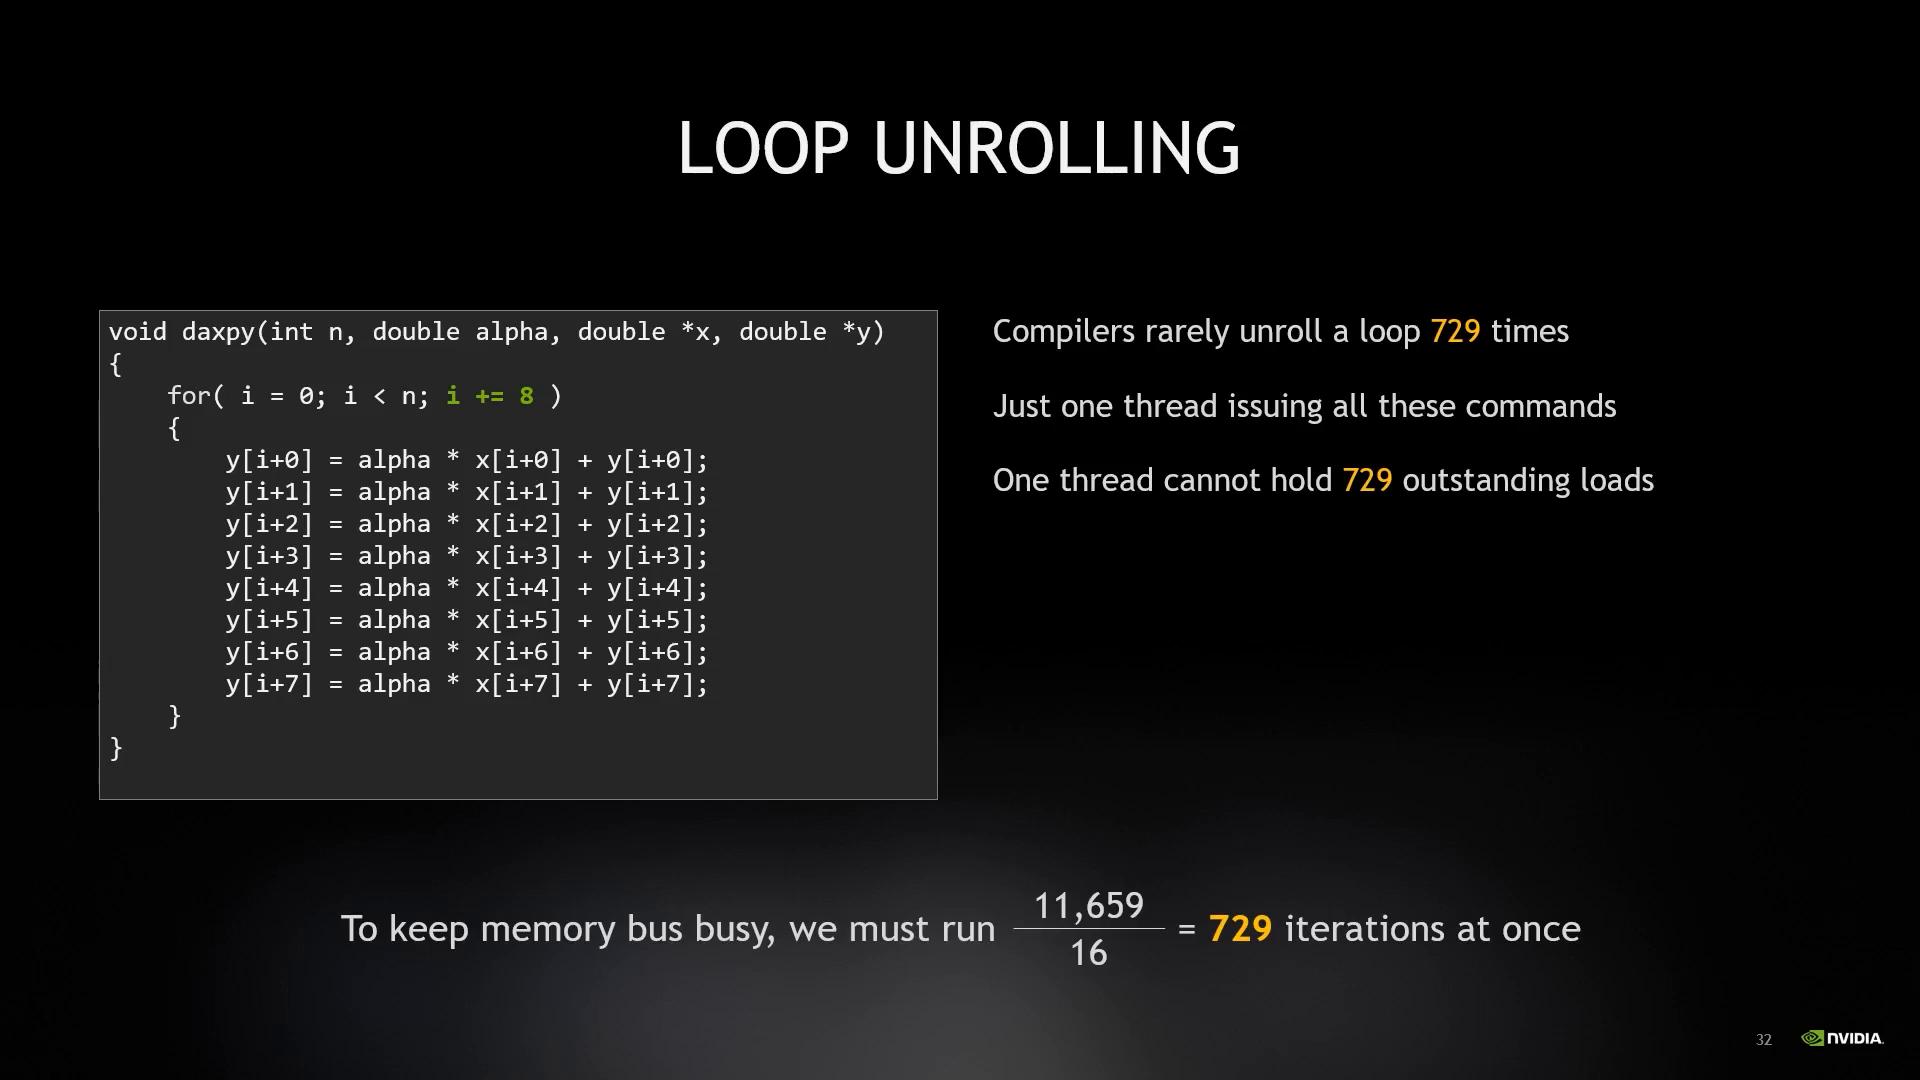 LOOP UNROLLING
void daxpy(int n, double alpha, double *x, double *y)
{
    for( i = 0; i < n; i += 8 )
    {
        y[i+0] = alpha * x[i+0] + y[i+0];
        y[i+1] = alpha * x[i+1] + y[i+1];
        y[i+2] = alpha * x[i+2] + y[i+2];
        y[i+3] = alpha * x[i+3] + y[i+3];
        y[i+4] = alpha * x[i+4] + y[i+4];
        y[i+5] = alpha * x[i+5] + y[i+5];
        y[i+6] = alpha * x[i+6] + y[i+6];
        y[i+7] = alpha * x[i+7] + y[i+7];
    }
}
Compilers rarely unroll a loop 729 times
Just one thread issuing all these commands
One thread cannot hold 729 outstanding loads
To keep memory bus busy, we must run 11,659 / 16 = 729 iterations at once
32
NVIDIA.